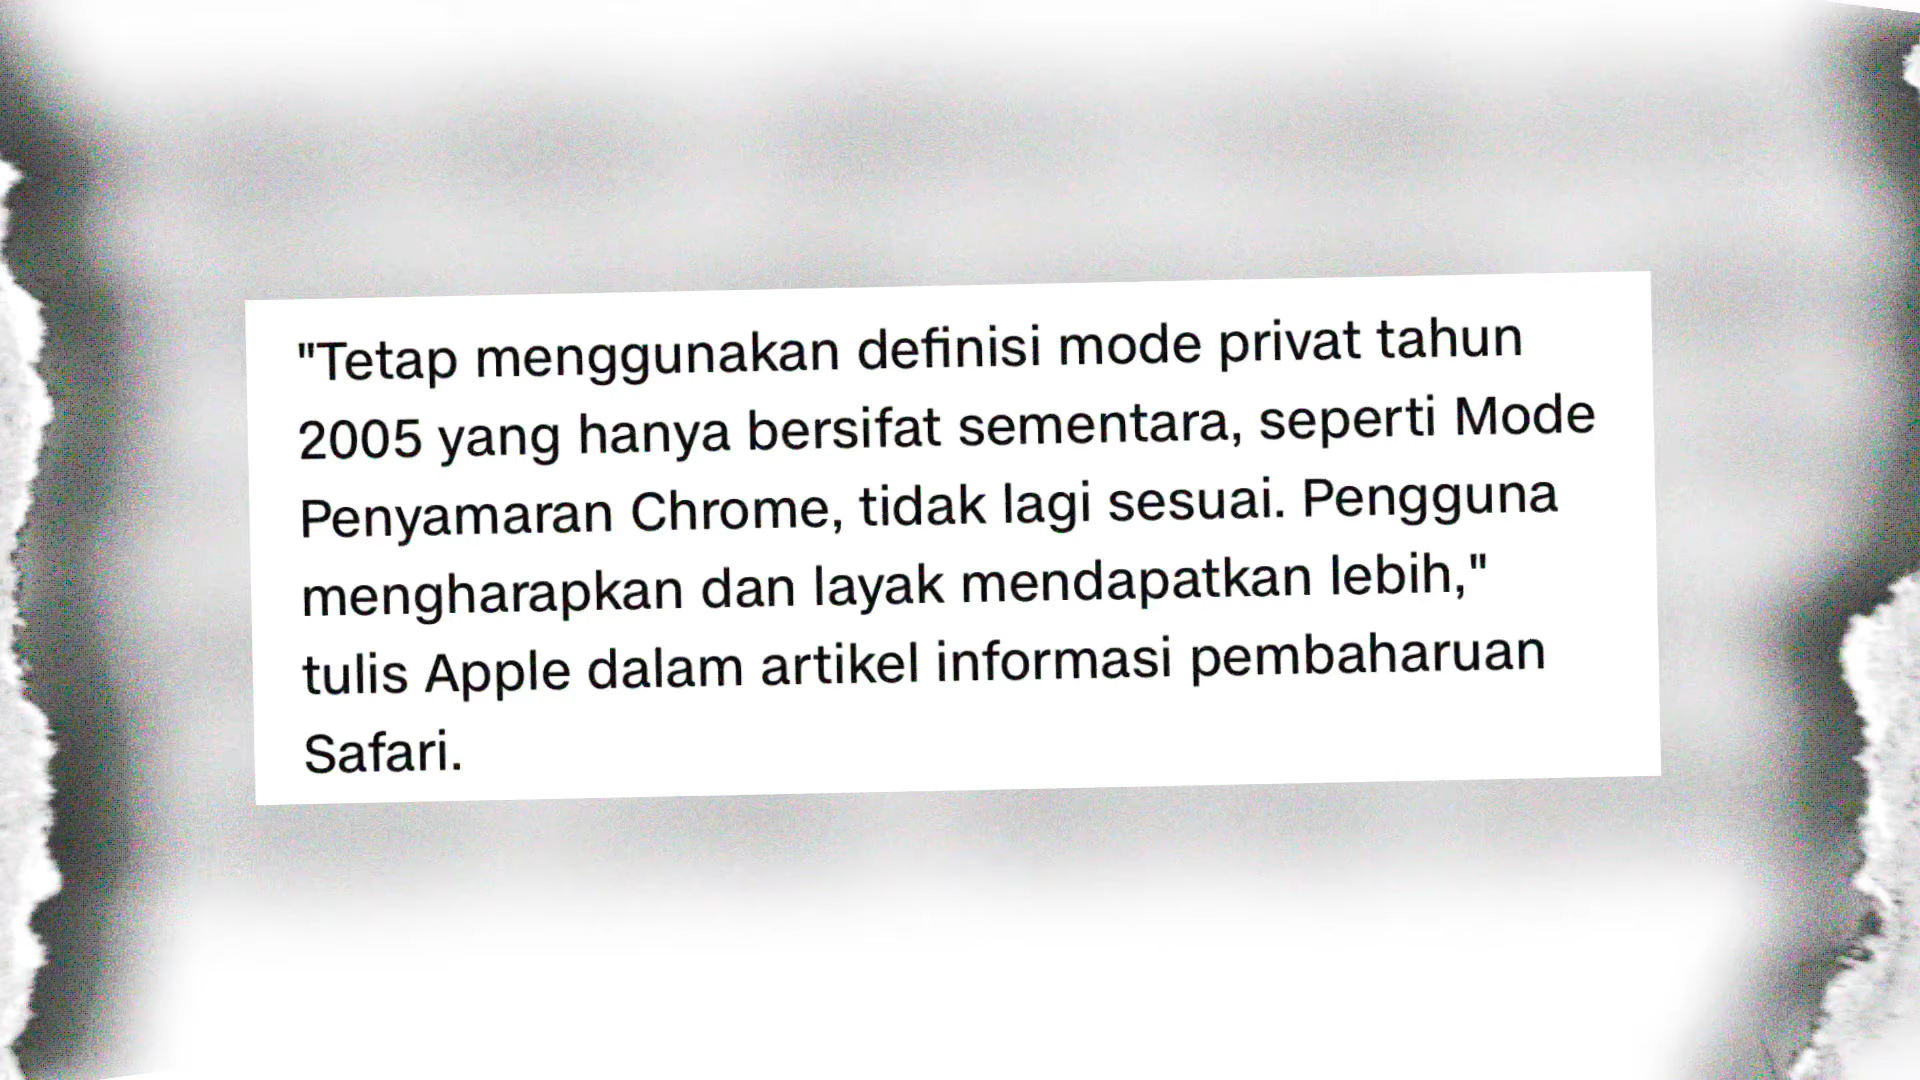 "Tetap menggunakan definisi mode privat tahun
2005 yang hanya bersifat sementara, seperti Mode
Penyamaran Chrome, tidak lagi sesuai. Pengguna
mengharapkan dan layak mendapatkan lebih,"
tulis Apple dalam artikel informasi pembaharuan
Safari.